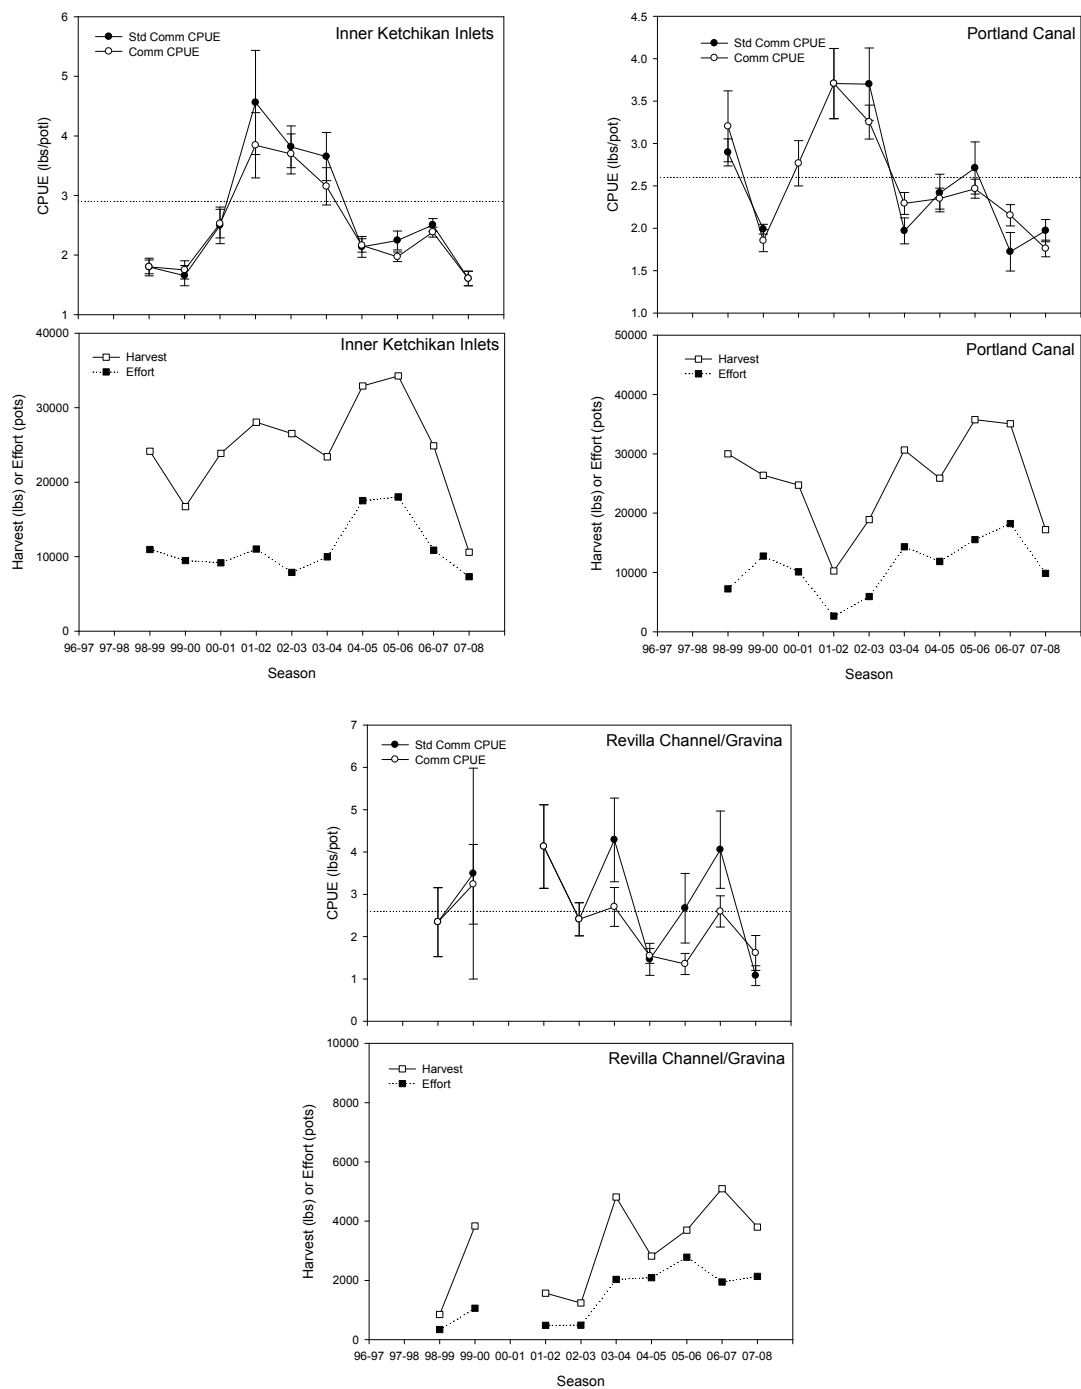 Inner Ketchikan Inlets
Std Comm CPUE
Comm CPUE
CPUE (lbs/potl
6
5
4
3
2
1
Portland Canal
Std Comm CPUE
Comm CPUE
CPUE (lbs/pot)
4.5
4.0
3.5
3.0
2.5
2.0
1.5
1.0
Inner Ketchikan Inlets
Harvest
Effort
Harvest (lbs) or Effort (pots)
40000
30000
20000
10000
0
96-97 97-98 98-99 99-00 00-01 01-02 02-03 03-04 04-05 05-06 06-07 07-08
Season
Portland Canal
Harvest
Effort
Harvest (lbs) or Effort (pots)
50000
40000
30000
20000
10000
0
96-97 97-98 98-99 99-00 00-01 01-02 02-03 03-04 04-05 05-06 06-07 07-08
Season
Revilla Channel/Gravina
Std Comm CPUE
Comm CPUE
CPUE (lbs/pot)
7
6
5
4
3
2
1
0
Revilla Channel/Gravina
Harvest
Effort
Harvest (lbs) or Effort (pots)
10000
8000
6000
4000
2000
0
96-97 97-98 98-99 99-00 00-01 01-02 02-03 03-04 04-05 05-06 06-07 07-08
Season